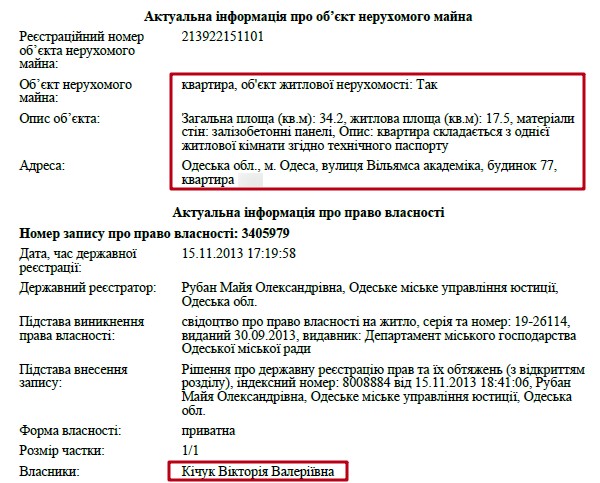 Актуальна інформація про об’єкт нерухомого майна
Реєстраційний номер 213922151101
об’єкта нерухомого
майна:
Об’єкт нерухомого квартира, об'єкт житлової нерухомості: Так
майна:
Опис об’єкта: Загальна площа (кв.м): 34.2, житлова площа (кв.м): 17.5, матеріали
стін: залізобетонні панелі, Опис: квартира складається з однієї
житлової кімнати згідно технічного паспорту
Адреса: Одеська обл., м. Одеса, вулиця Вільямса академіка, будинок 77,
квартира
Актуальна інформація про право власності
Номер запису про право власності: 3405979
Дата, час державної 15.11.2013 17:19:58
реєстрації:
Державний реєстратор: Рубан Майя Олександрівна, Одеське міське управління юстиції,
Одеська обл.
Підстава виникнення свідоцтво про право власності на житло, серія та номер: 19-26114,
права власності: виданий 30.09.2013, видавник: Департамент міського господарства
Одеської міської ради
Підстава внесення Рішення про державну реєстрацію прав та їх обтяжень (з відкриттям
запису: розділу), індексний номер: 8008884 від 15.11.2013 18:41:06, Рубан
Майя Олександрівна, Одеське міське управління юстиції, Одеська
обл.
Форма власності: приватна
Розмір частки: 1/1
Власники: Кічук Вікторія Валеріївна